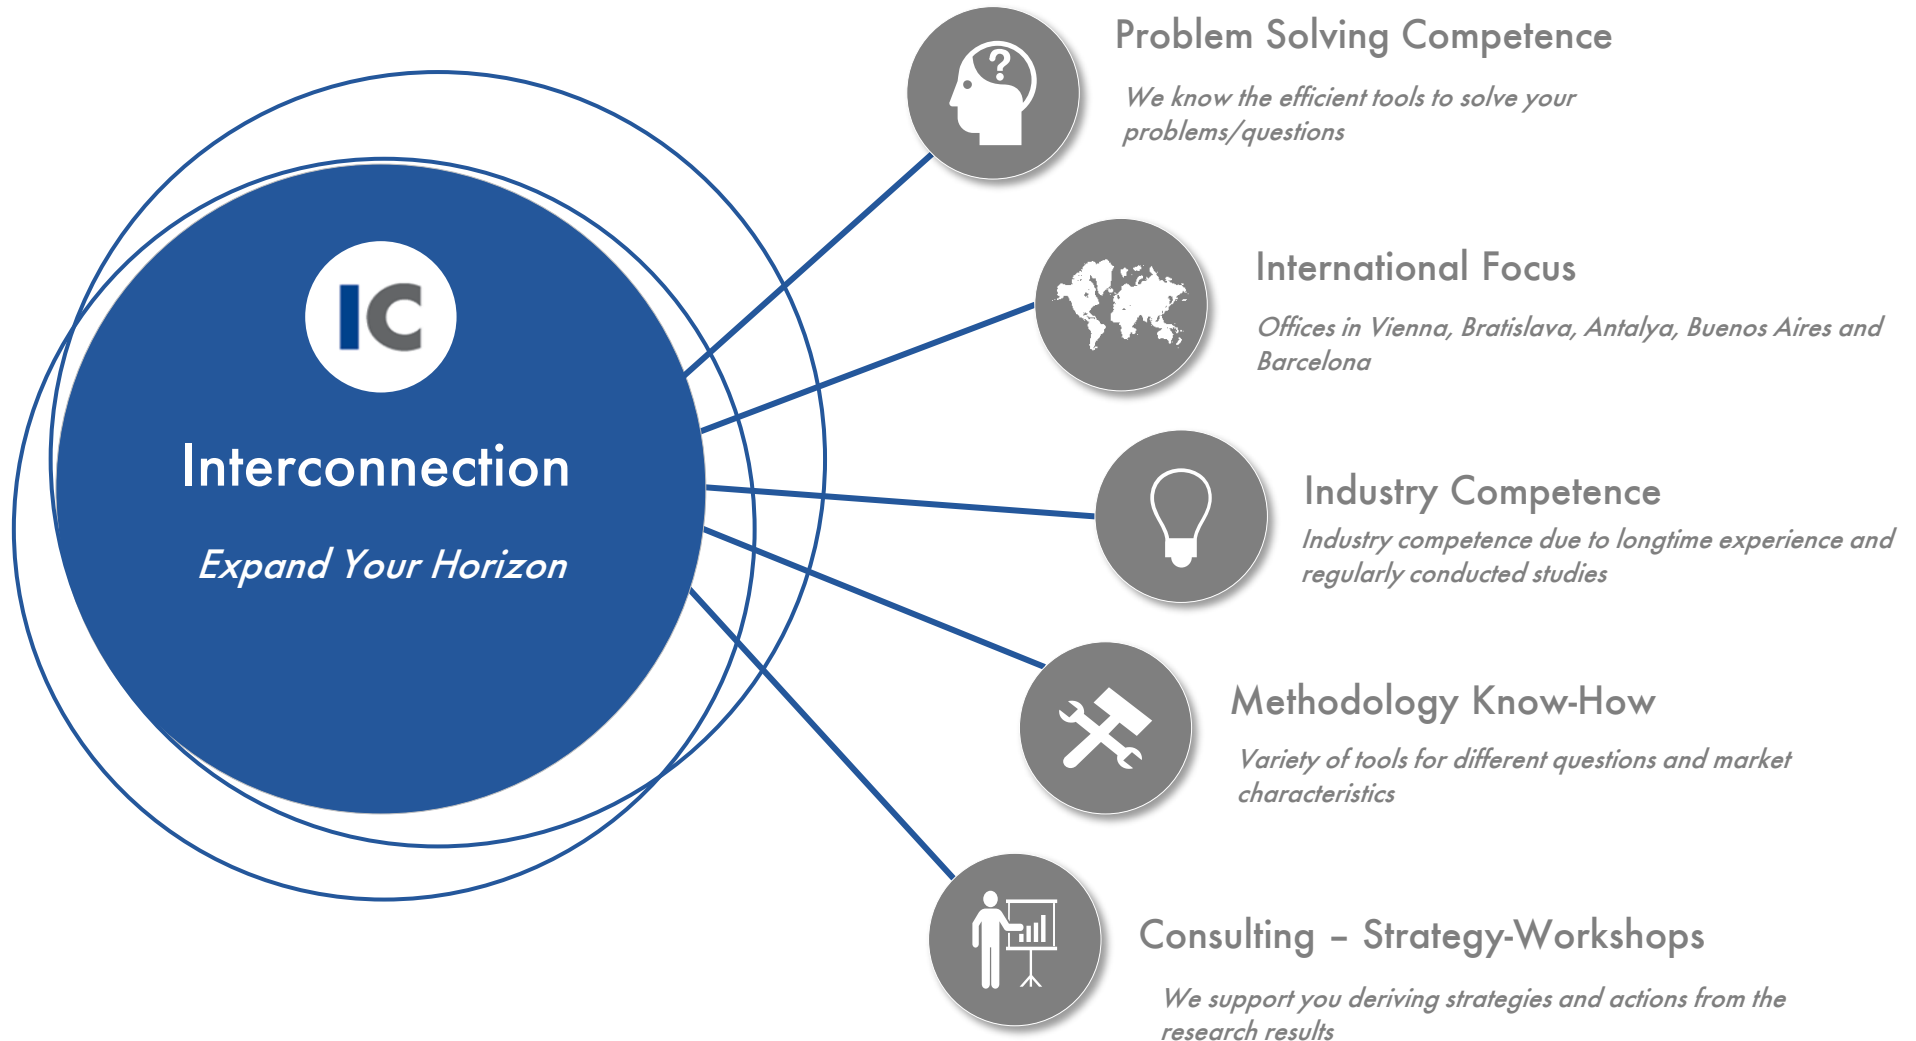 IC
Interconnection
Expand Your Horizon
Problem Solving Competence
We know the efficient tools to solve your
problems/questions
International Focus
Offices in Vienna, Bratislava, Antalya, Buenos Aires and
Barcelona
Industry Competence
Industry competence due to longtime experience and
regularly conducted studies
Methodology Know-How
Variety of tools for different questions and market
characteristics
Consulting – Strategy-Workshops
We support you deriving strategies and actions from the
research results
?